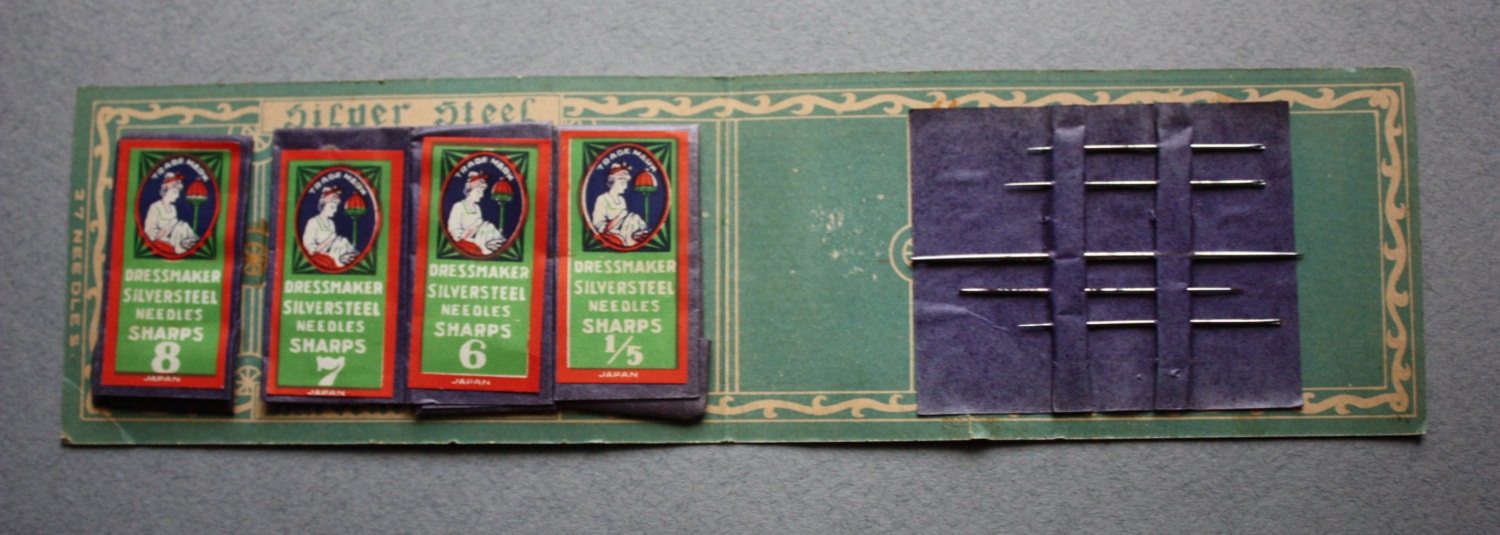 Silver Steel
27 NEEDLES
TRADE MARK
DRESSMAKER
SILVERSTEEL
NEEDLES
SHARPS
8
JAPAN
TRADE MARK
DRESSMAKER
SILVERSTEEL
NEEDLES
SHARPS
7
JAPAN
TRADE MARK
DRESSMAKER
SILVERSTEEL
NEEDLES
SHARPS
6
JAPAN
TRADE MARK
DRESSMAKER
SILVERSTEEL
NEEDLES
SHARPS
1/5
JAPAN